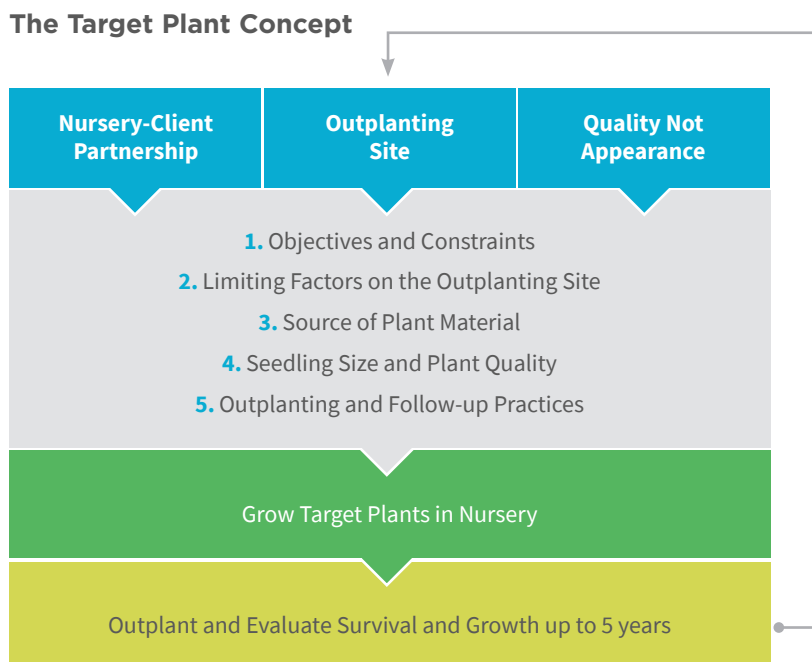 The Target Plant Concept
Nursery-Client
Partnership
Outplanting
Site
Quality Not
Appearance
1. Objectives and Constraints
2. Limiting Factors on the Outplanting Site
3. Source of Plant Material
4. Seedling Size and Plant Quality
5. Outplanting and Follow-up Practices
Grow Target Plants in Nursery
Outplant and Evaluate Survival and Growth up to 5 years